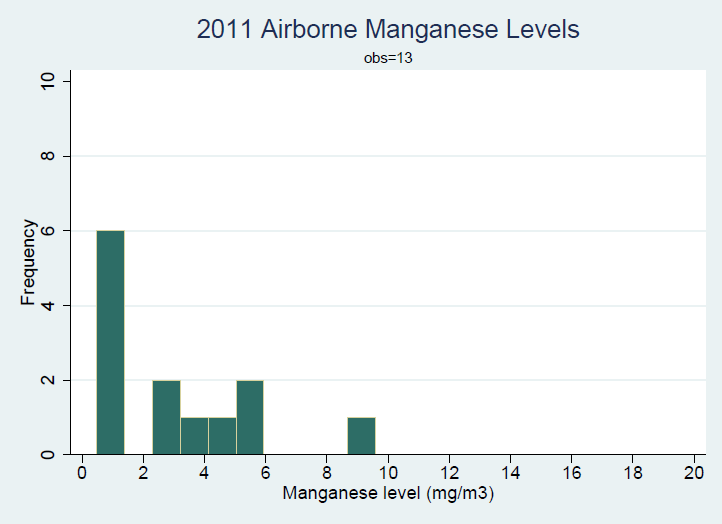 2011 Airborne Manganese Levels
obs=13
10
8
6
4
2
0
Frequency
0 2 4 6 8 10 12 14 16 18 20
Manganese level (mg/m3)